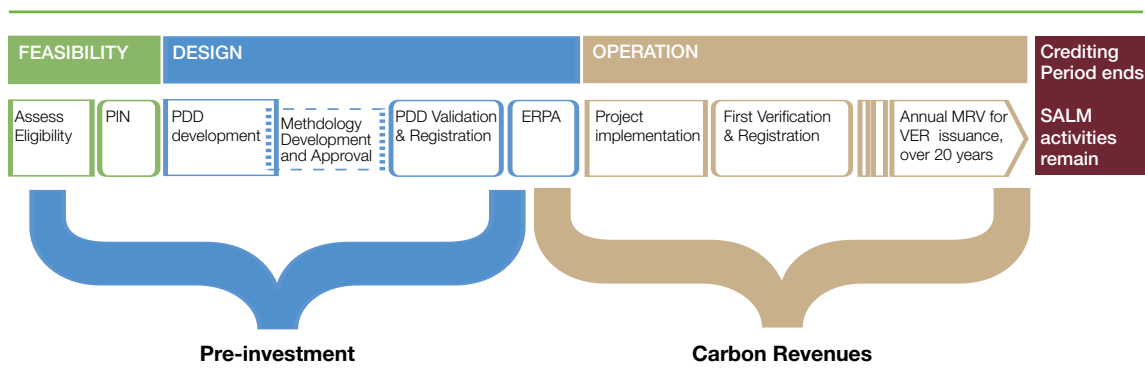 FEASIBILITY
DESIGN
OPERATION
Crediting
Period ends
SALM
activities
remain
Assess
Eligibility
PIN
PDD
development
Methdology
Development
and Approval
PDD Validation
& Registration
ERPA
Project
implementation
First Verification
& Registration
Annual MRV for
VER issuance,
over 20 years
Pre-investment
Carbon Revenues